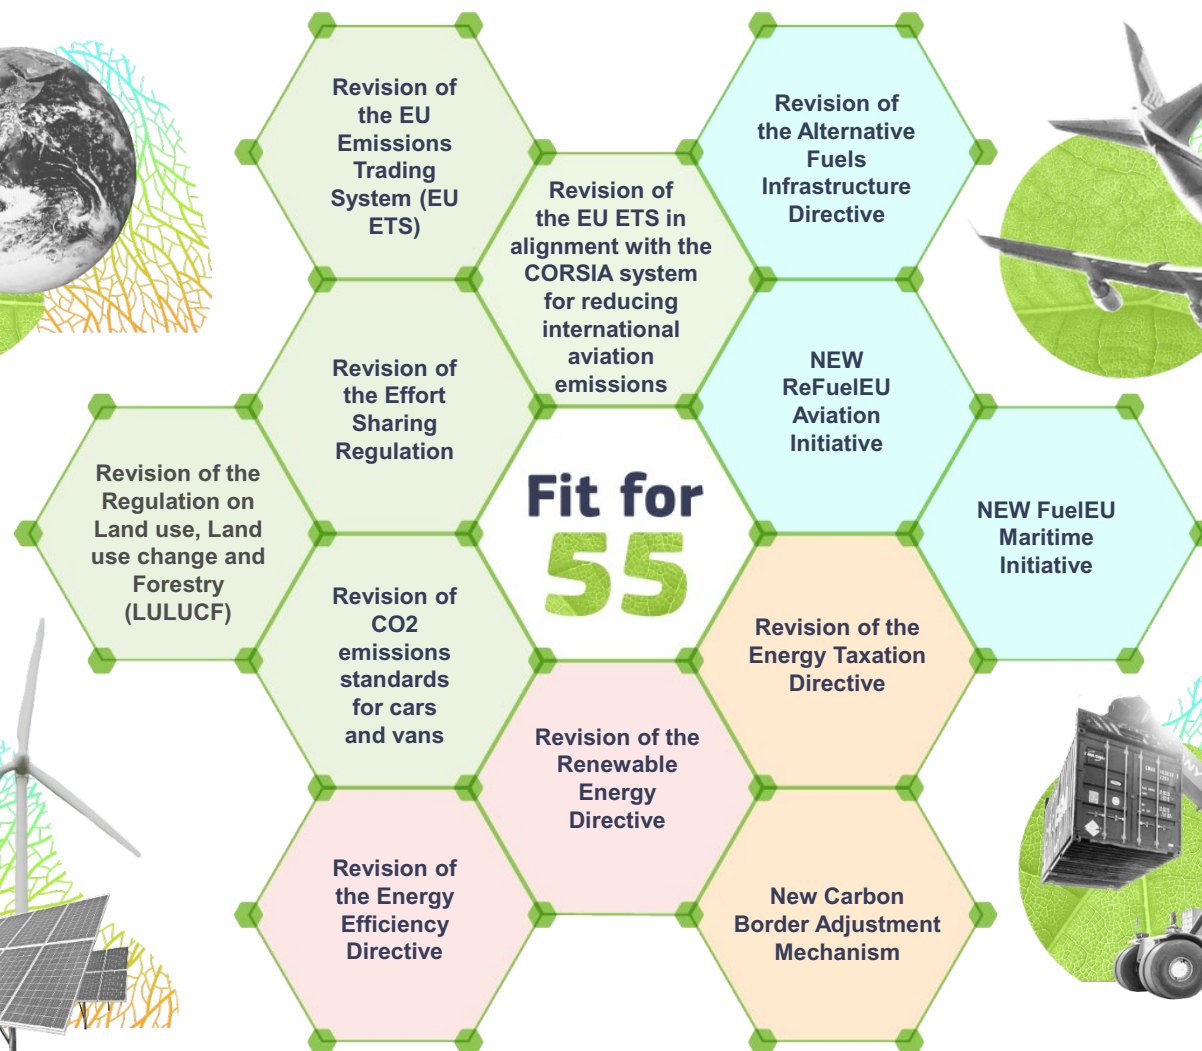 Revision of
the EU
Emissions
Trading
System (EU
ETS)
Revision of
the Alternative
Fuels
Infrastructure
Directive
Revision of
the EU ETS in
alignment with the
CORSIA system
for reducing
international
aviation
emissions
Revision of
the Effort
Sharing
Regulation
NEW
ReFuelEU
Aviation
Initiative
Revision of the
Regulation on
Land use, Land
use change and
Forestry
(LULUCF)
Fit for
55
NEW FuelEU
Maritime
Initiative
Revision of
CO2
emissions
standards
for cars
and vans
Revision of the
Energy Taxation
Directive
Revision of the
Renewable
Energy
Directive
Revision of
the Energy
Efficiency
Directive
New Carbon
Border Adjustment
Mechanism